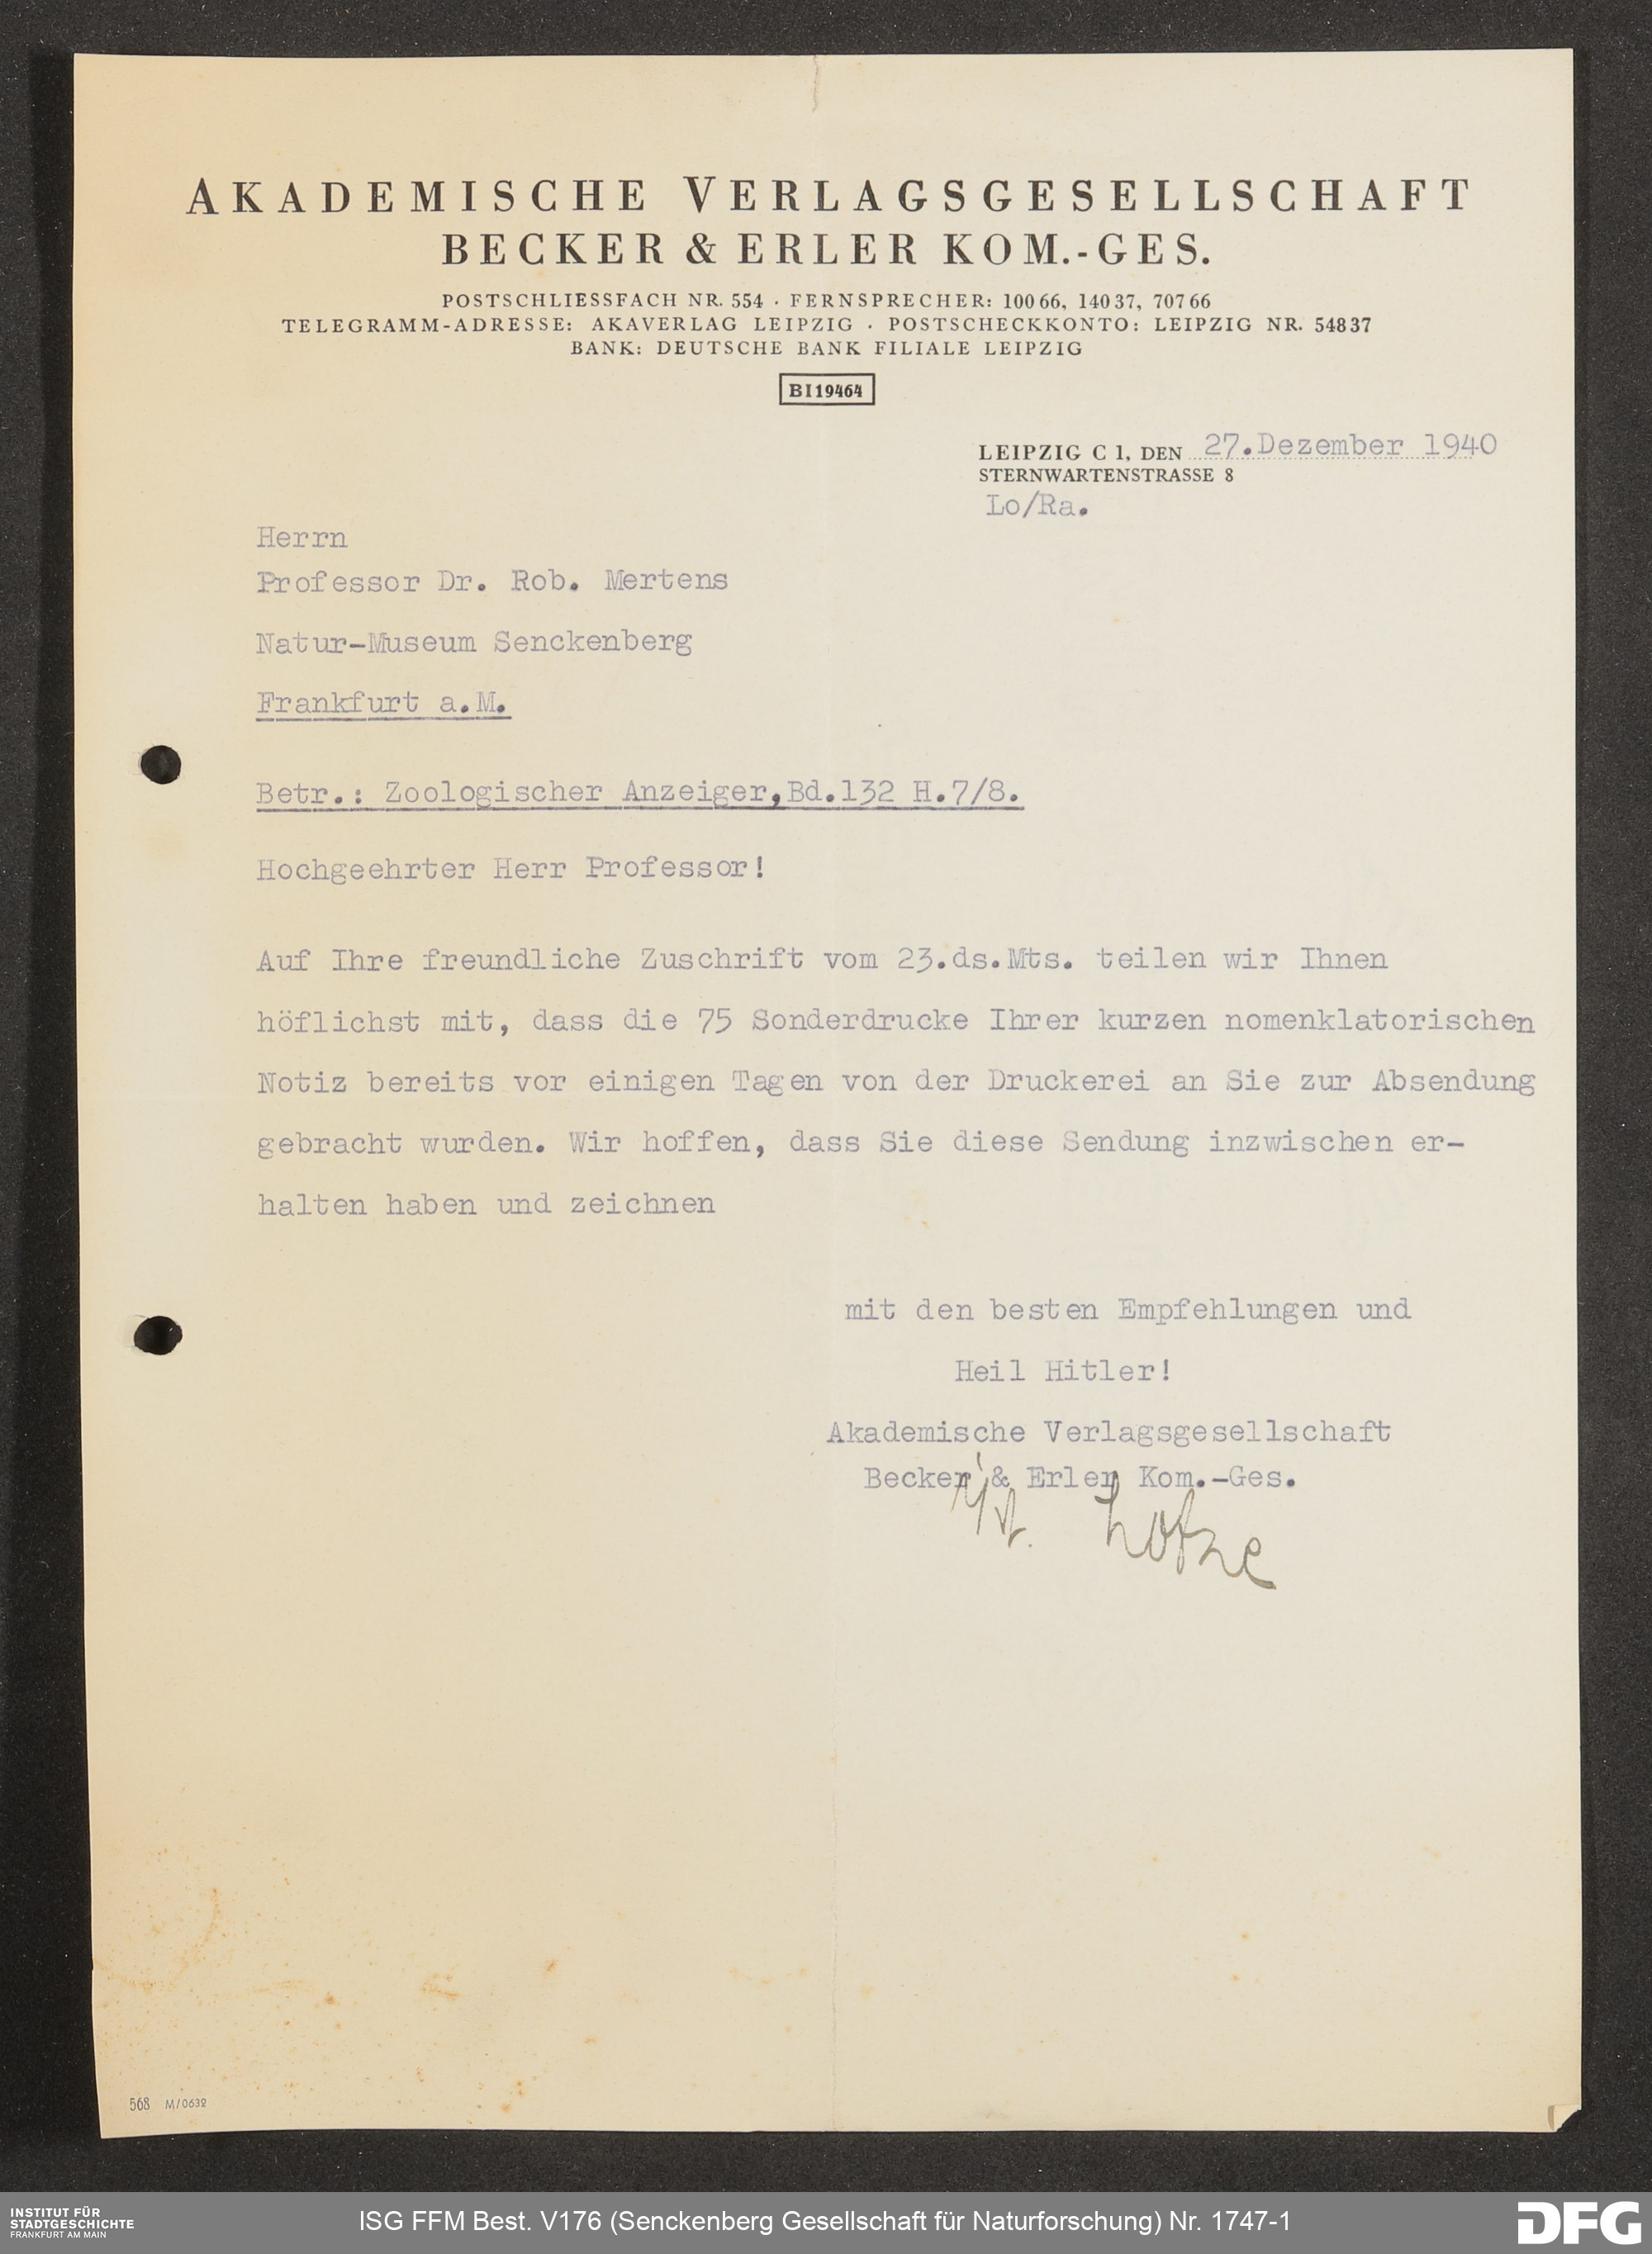 AKADEMISCHE VERLAGSGESELLSCHAFT
BECKER & ERLER KOM.-GES.
POSTSCHLIESSFACH NR. 554 · FERNSPRECHER: 100 66, 140 37, 707 66
TELEGRAMM-ADRESSE: AKAVERLAG LEIPZIG · POSTSCHECKKONTO: LEIPZIG NR. 548 37
BANK: DEUTSCHE BANK FILIALE LEIPZIG
BI19464
LEIPZIG C 1, DEN 27.Dezember 1940
STERNWARTENSTRASSE 8
Lo/Ra.
Herrn
Professor Dr. Rob. Mertens
Natur-Museum Senckenberg
Frankfurt a.M.
Betr.: Zoologischer Anzeiger,Bd.132 H.7/8.
Hochgeehrter Herr Professor!
Auf Ihre freundliche Zuschrift vom 23.ds.Mts. teilen wir Ihnen
höflichst mit, dass die 75 Sonderdrucke Ihrer kurzen nomenklatorischen
Notiz bereits vor einigen Tagen von der Druckerei an Sie zur Absendung
gebracht wurden. Wir hoffen, dass Sie diese Sendung inzwischen er-
halten haben und zeichnen
mit den besten Empfehlungen und
Heil Hitler!
Akademische Verlagsgesellschaft
Becker & Erler Kom.-Ges.
568 M/0632
INSTITUT FÜR
STADTGESCHICHTE
FRANKFURT AM MAIN
ISG FFM Best. V176 (Senckenberg Gesellschaft für Naturforschung) Nr. 1747-1
DFG